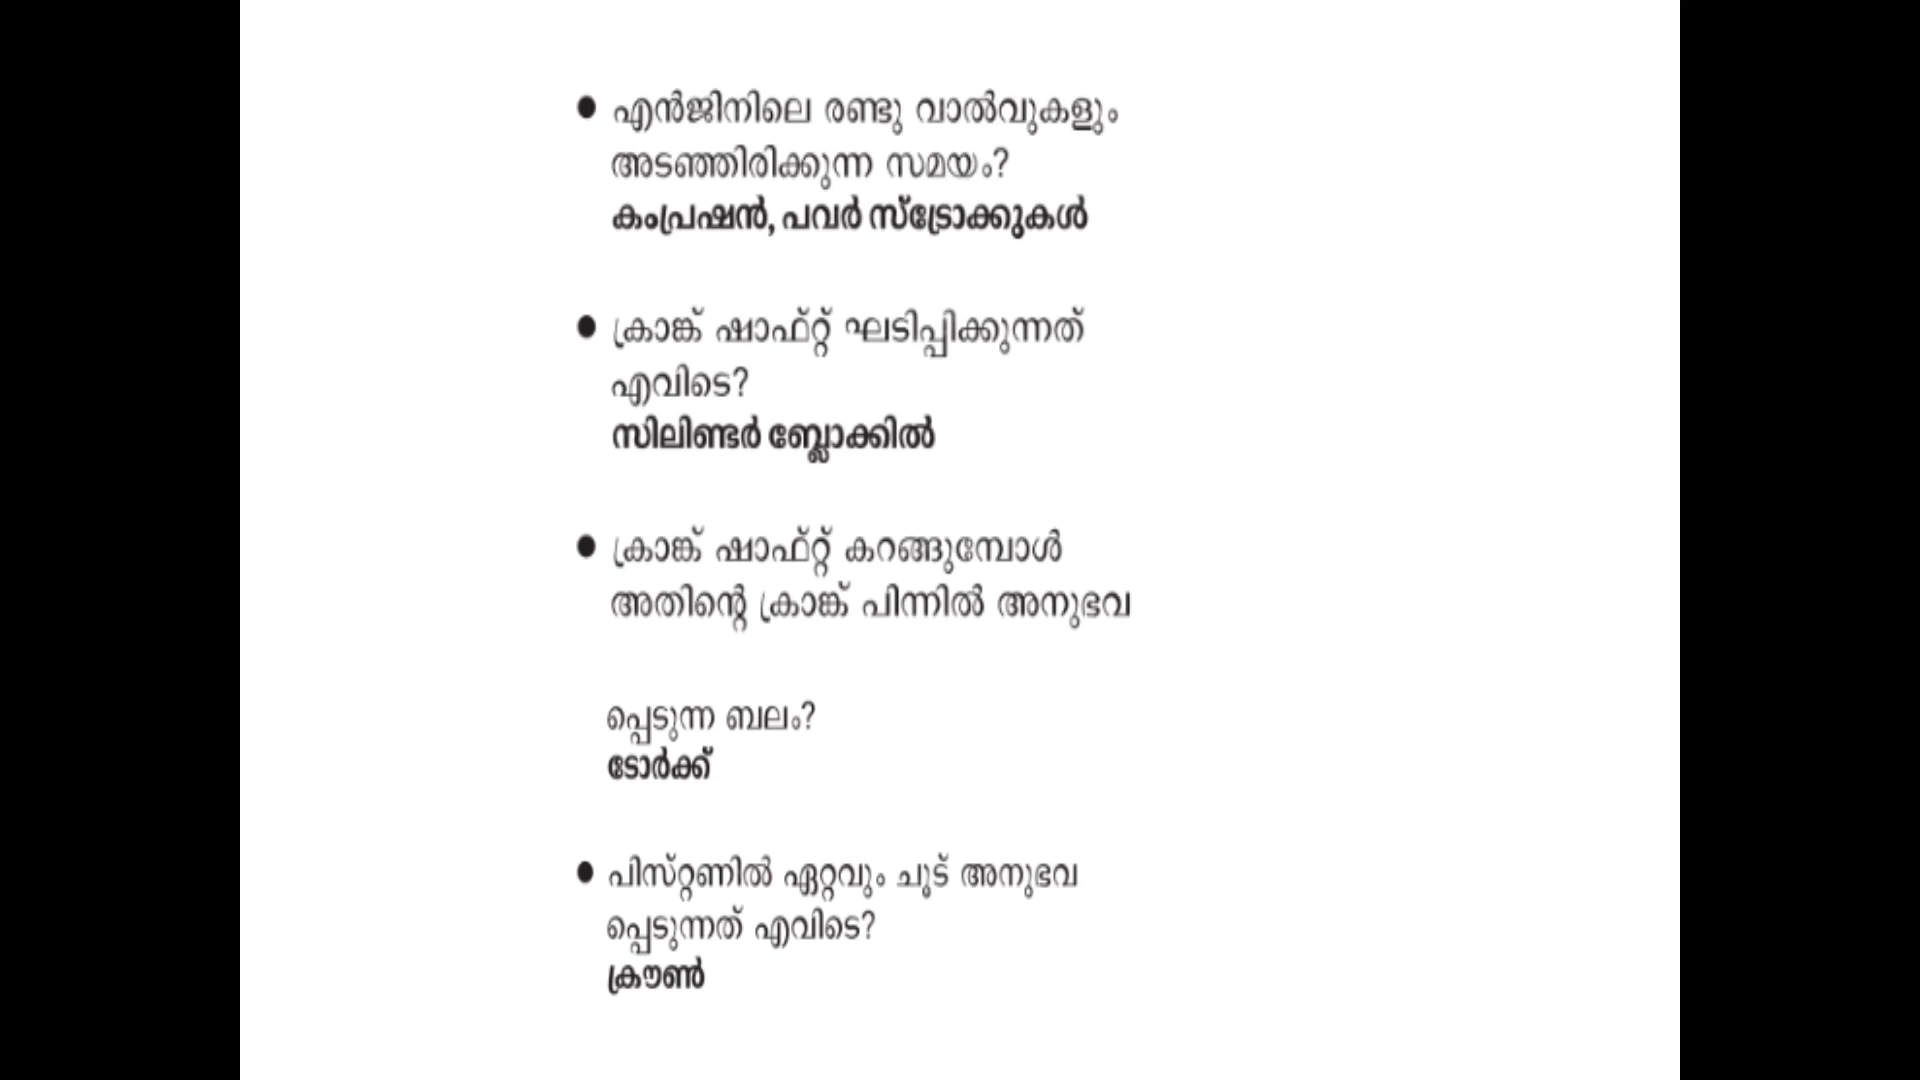 ● എൻജിനിലെ രണ്ടു വാൽവുകളും
അടഞ്ഞിരിക്കുന്ന സമയം?
കംപ്രഷൻ, പവർ സ്ട്രോക്കുകൾ
● ക്രാങ്ക് ഷാഫ്റ്റ് ഘടിപ്പിക്കുന്നത്
എവിടെ?
സിലിണ്ടർ ബ്ലോക്കിൽ
● ക്രാങ്ക് ഷാഫ്റ്റ് കറങ്ങുമ്പോൾ
അതിന്റെ ക്രാങ്ക് പിന്നിൽ അനുഭവ
പ്പെടുന്ന ബലം?
ടോർക്ക്
● പിസ്റ്റണിൽ ഏറ്റവും ചൂട് അനുഭവ
പ്പെടുന്നത് എവിടെ?
ക്രൗൺ